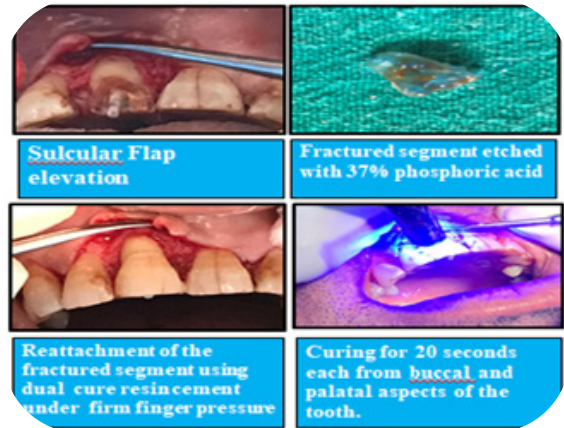 Sulcular Flap
elevation
Fractured segment etched
with 37% phosphoric acid
Reattachment of the
fractured segment using
dual cure resincement
under firm finger pressure
Curing for 20 seconds
each from buccal and
palatal aspects of the
tooth.